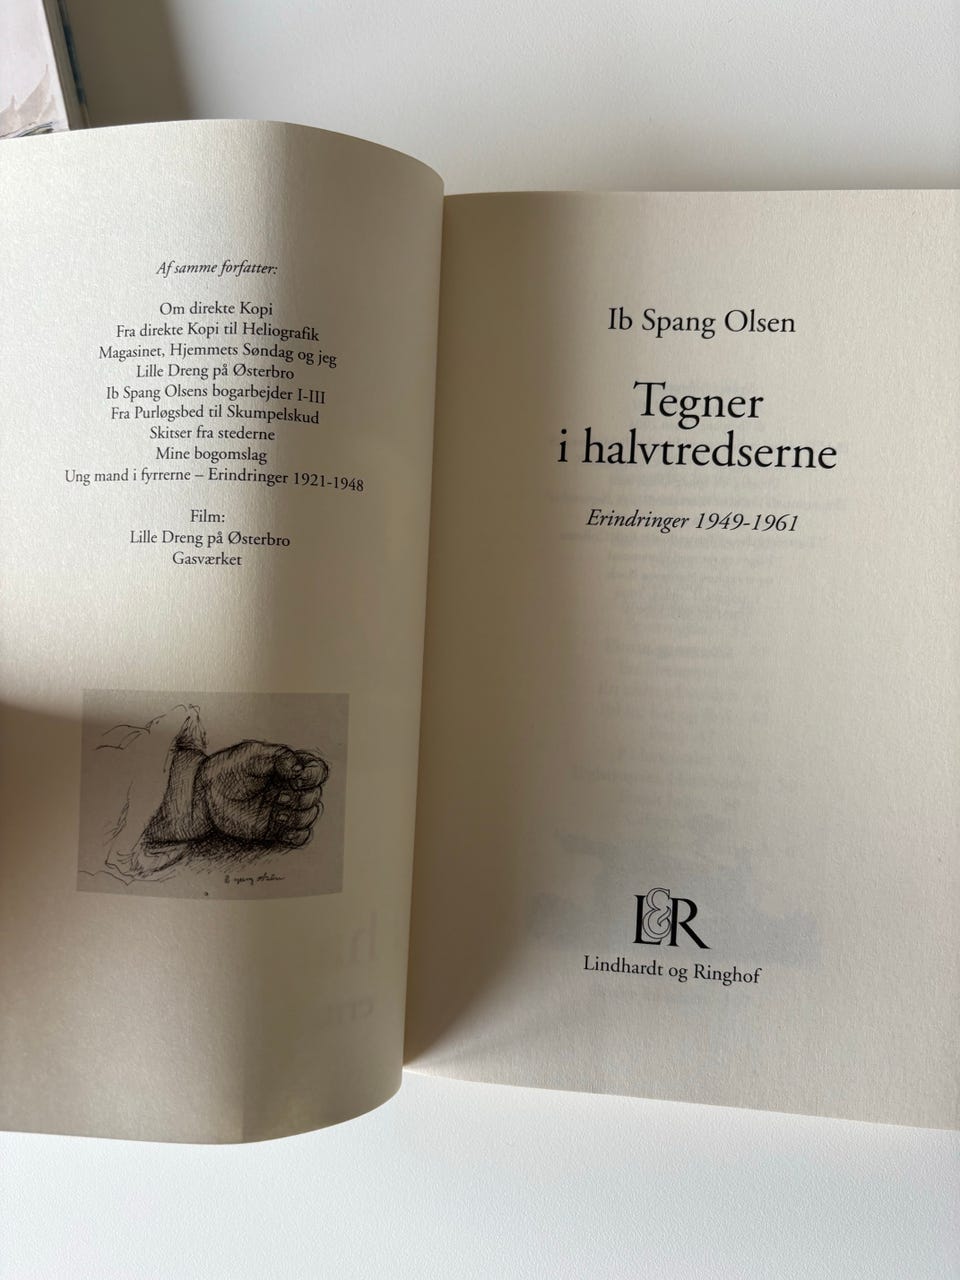 Af samme forfatter:
Om direkte Kopi
Fra direkte Kopi til Heliografik
Magasinet, Hjemmets Søndag og jeg
Lille Dreng på Østerbro
Ib Spang Olsens bogarbejder I-III
Fra Purløgsbed til Skumpelskud
Skitser fra stederne
Mine bogomslag
Ung mand i fyrrerne – Erindringer 1921-1948
Film:
Lille Dreng på Østerbro
Gasværket
Ib Spang Olsen
Tegner
i halvtredserne
Erindringer 1949-1961
L&R
Lindhardt og Ringhof